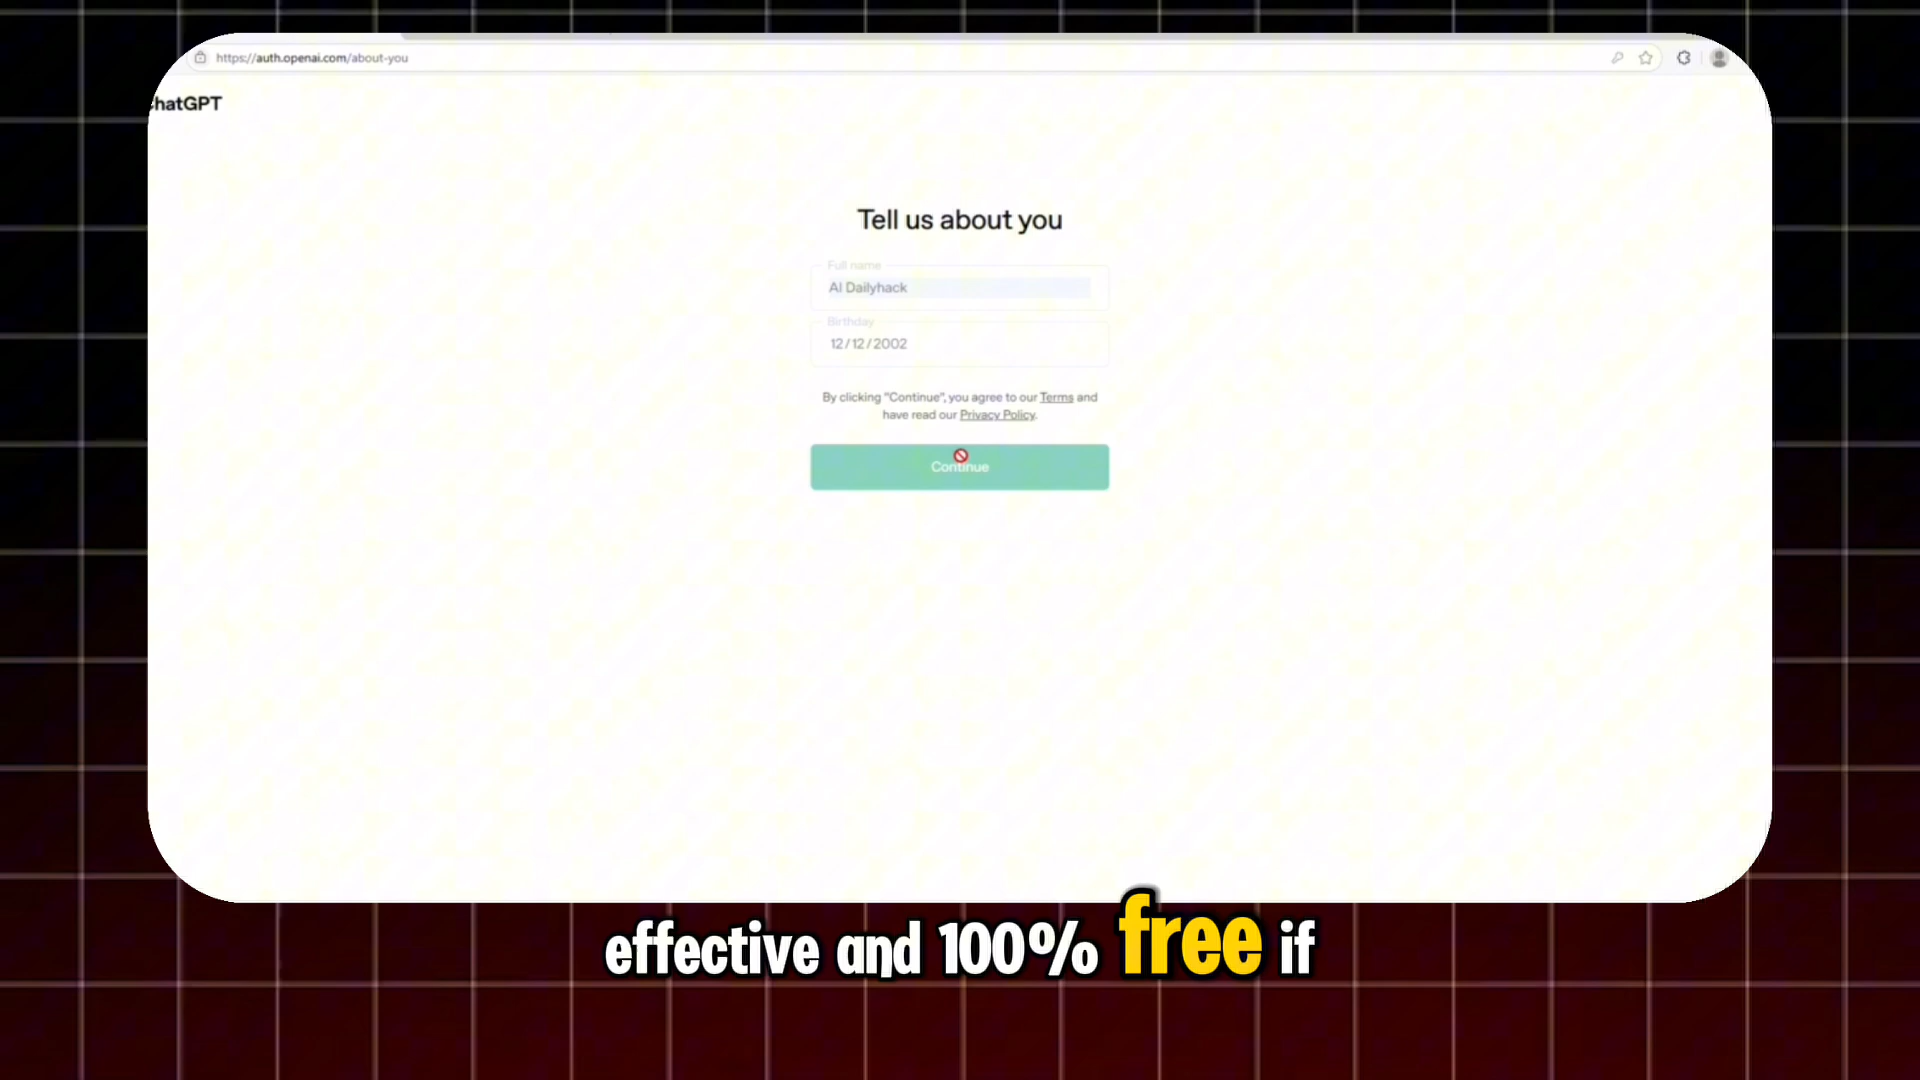 https://auth.openai.com/about-you
hatGPT
Tell us about you
Full name
AI Dailyhack
Birthday
12/12/2002
By clicking "Continue", you agree to our Terms and
have read our Privacy Policy.
Continue
effective and 100% free if